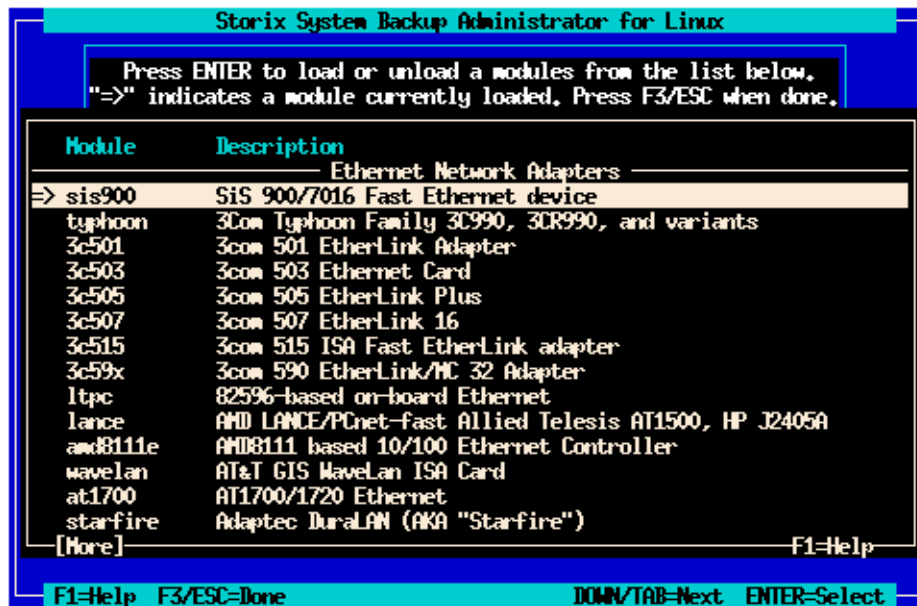 Storix System Backup Administrator for Linux
Press ENTER to load or unload a modules from the list below.
"=>" indicates a module currently loaded. Press F3/ESC when done.
Module Description
Ethernet Network Adapters
=> sis900 SiS 900/7016 Fast Ethernet device
typhoon 3Com Typhoon Family 3C990, 3CR990, and variants
3c501 3com 501 EtherLink Adapter
3c503 3com 503 Ethernet Card
3c505 3com 505 EtherLink Plus
3c507 3com 507 EtherLink 16
3c515 3com 515 ISA Fast EtherLink adapter
3c59x 3com 590 EtherLink/MC 32 Adapter
ltpc 82596-based on-board Ethernet
lance AMD LANCE/PCnet-fast Allied Telesis AT1500, HP J2405A
amd8111e AMD8111 based 10/100 Ethernet Controller
wavelan AT&T GIS WaveLan ISA Card
at1700 AT1700/1720 Ethernet
starfire Adaptec DuraLAN (AKA "Starfire")
[More] F1=Help
F1=Help F3/ESC=Done DOWN/TAB=Next ENTER=Select